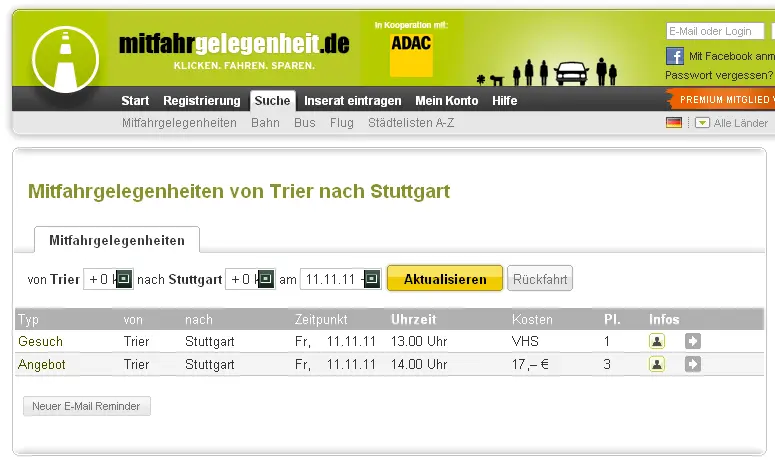 mitfahrgelegenheit.de
KLICKEN. FAHREN. SPAREN.
In Kooperation mit:
ADAC
E-Mail oder Login
Mit Facebook anm
Passwort vergessen?
Start Registrierung Suche Inserat eintragen Mein Konto Hilfe
PREMIUM MITGLIED
Mitfahrgelegenheiten Bahn Bus Flug Städtelisten A-Z
Alle Länder
Mitfahrgelegenheiten von Trier nach Stuttgart
Mitfahrgelegenheiten
von Trier + 0 k nach Stuttgart + 0 k am 11.11.11 Aktualisieren Rückfahrt
Typ von nach Zeitpunkt Uhrzeit Kosten Pl. Infos
Gesuch Trier Stuttgart Fr, 11.11.11 13.00 Uhr VHS 1
Angebot Trier Stuttgart Fr, 11.11.11 14.00 Uhr 17,– € 3
Neuer E-Mail Reminder